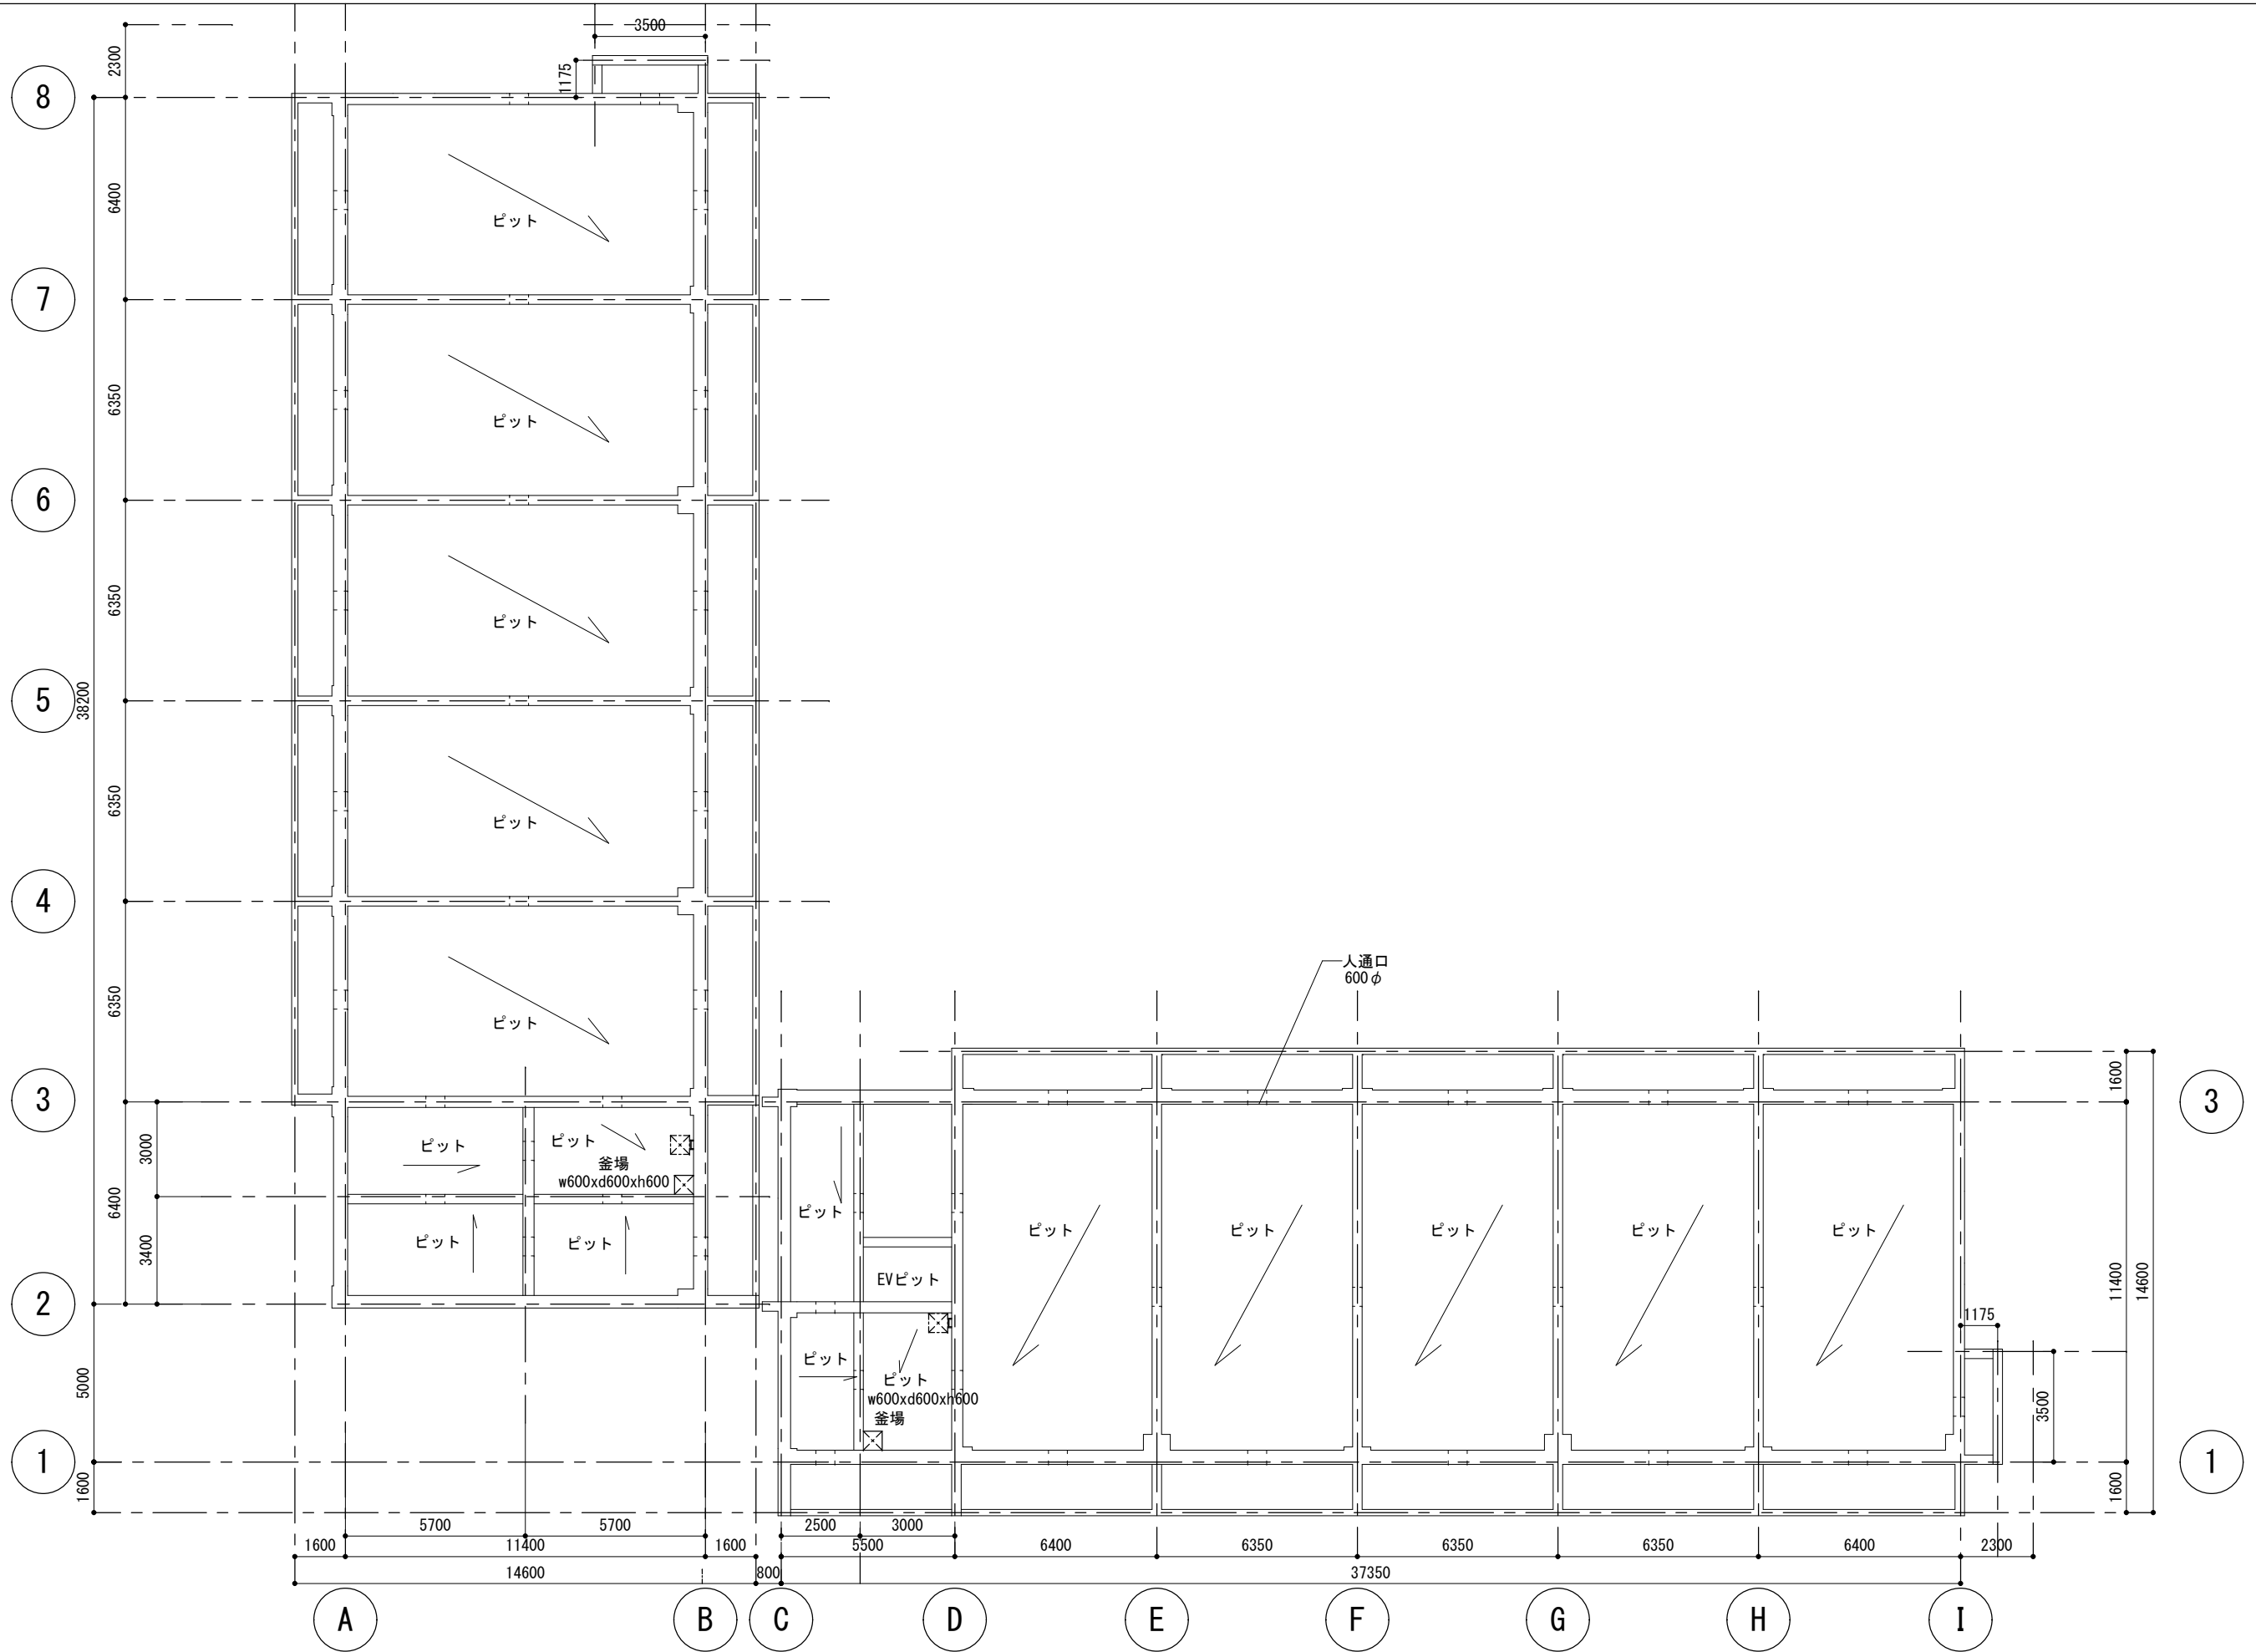 3500
2300
1175
8
6400
ピット
7
6350
ピット
6
6350
ピット
5
38200
6350
ピット
4
6350
ピット
人通口
600φ
3
3000
6400
3400
ピット
ピット
釜場
w600xd600xh600
ピット
ピット
2
5000
1
1600
ピット
EVピット
ピット
ピット
w600xd600xh600
釜場
ピット
ピット
ピット
ピット
ピット
1600
3
11400
14600
1175
3500
1
1600
5700
5700
2500
3000
1600
11400
1600
5500
6400
6350
6350
6350
6400
2300
14600
800
37350
A
B
C
D
E
F
G
H
I